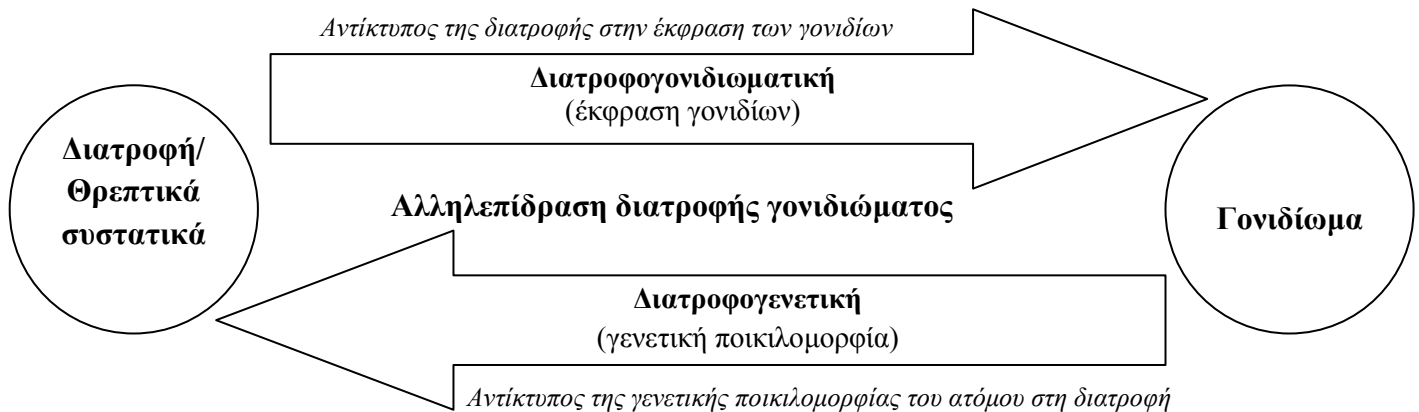 Αντίκτυπος της διατροφής στην έκφραση των γονιδίων
Διατροφογονιδιωματική
(έκφραση γονιδίων)
Διατροφή/
Θρεπτικά
συστατικά
Αλληλεπίδραση διατροφής γονιδιώματος
Γονιδίωμα
Διατροφογενετική
(γενετική ποικιλομορφία)
Αντίκτυπος της γενετικής ποικιλομορφίας του ατόμου στη διατροφή